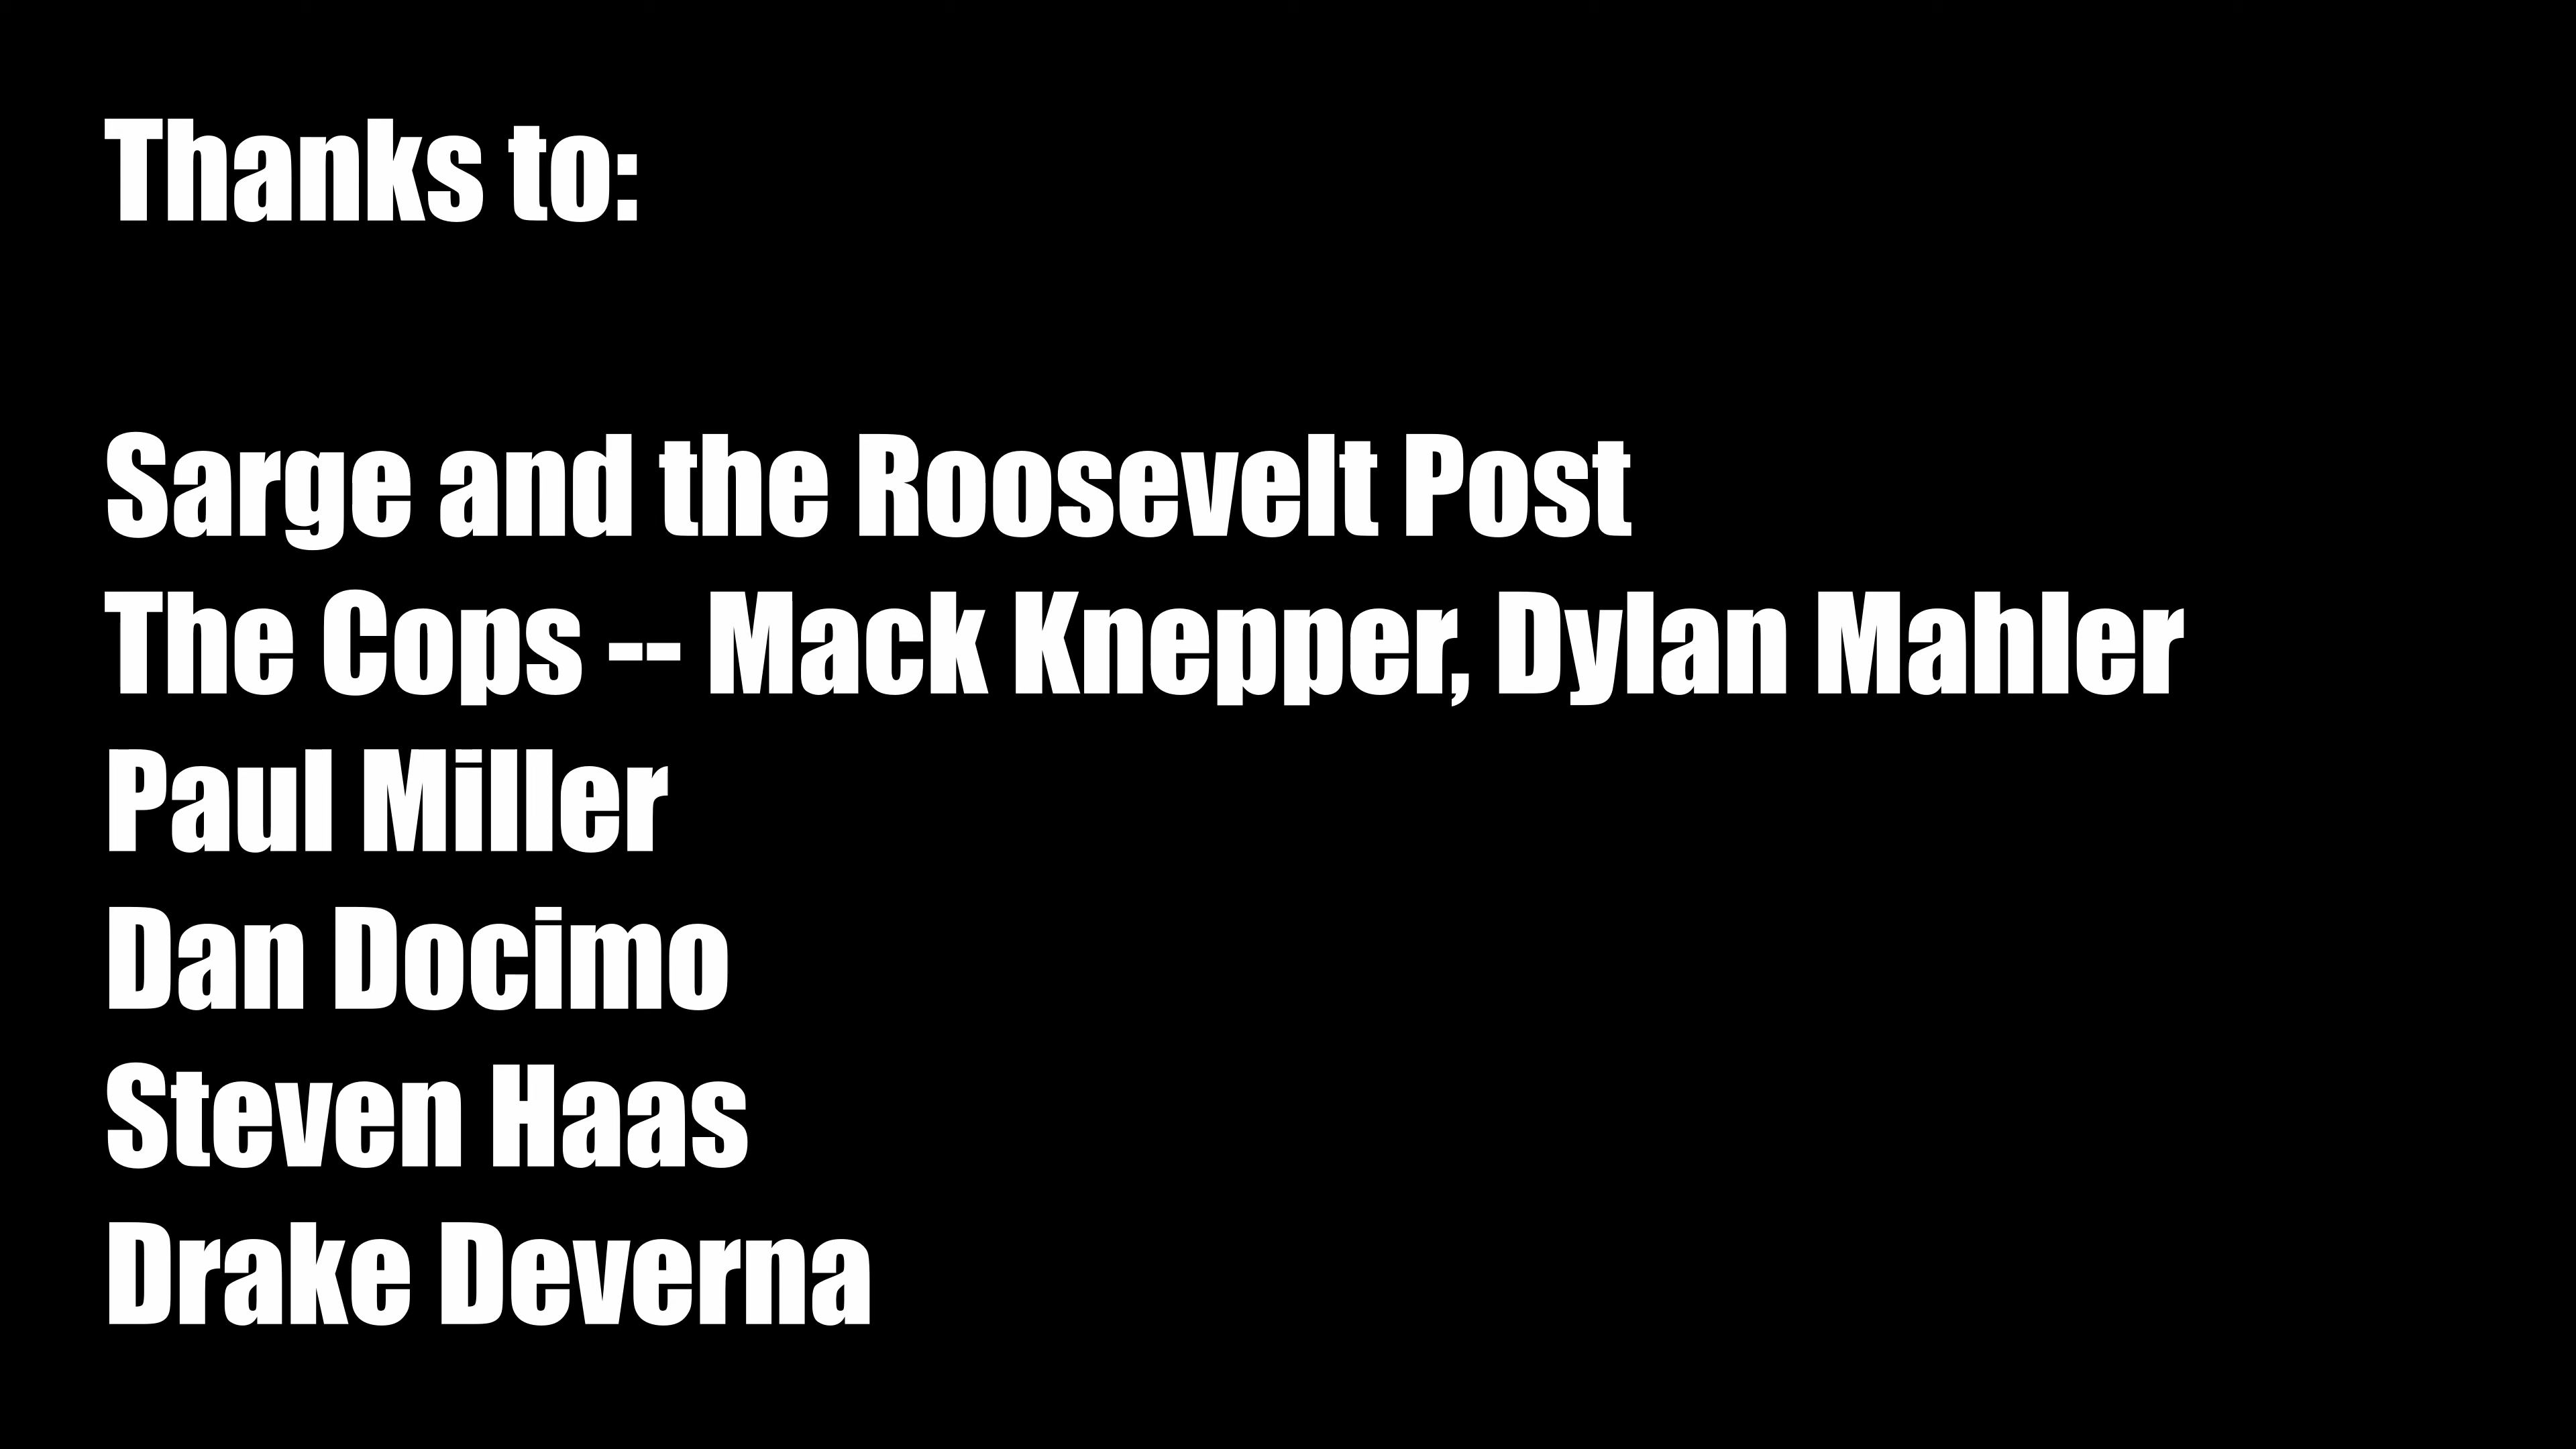 Thanks to:
Sarge and the Roosevelt Post
The Cops -- Mack Knepper, Dylan Mahler
Paul Miller
Dan Docimo
Steven Haas
Drake Deverna